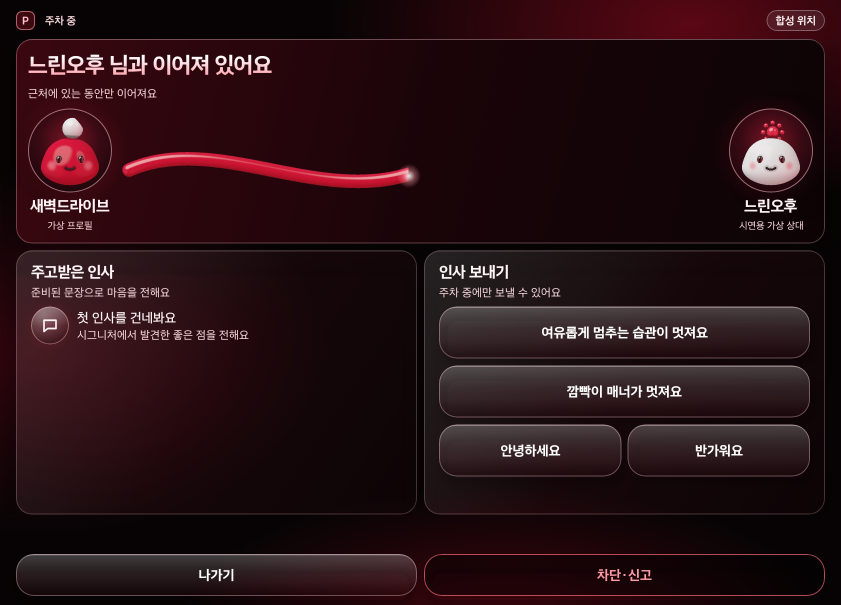 P 주차 중
합성 위치
느린오후 님과 이어져 있어요
근처에 있는 동안만 이어져요
새벽드라이브
가상 프로필
느린오후
시연용 가상 상대
주고받은 인사
준비된 문장으로 마음을 전해요
첫 인사를 건네봐요
시그니처에서 발견한 좋은 점을 전해요
인사 보내기
주차 중에만 보낼 수 있어요
여유롭게 멈추는 습관이 멋져요
깜빡이 매너가 멋져요
안녕하세요
반가워요
나가기
차단·신고